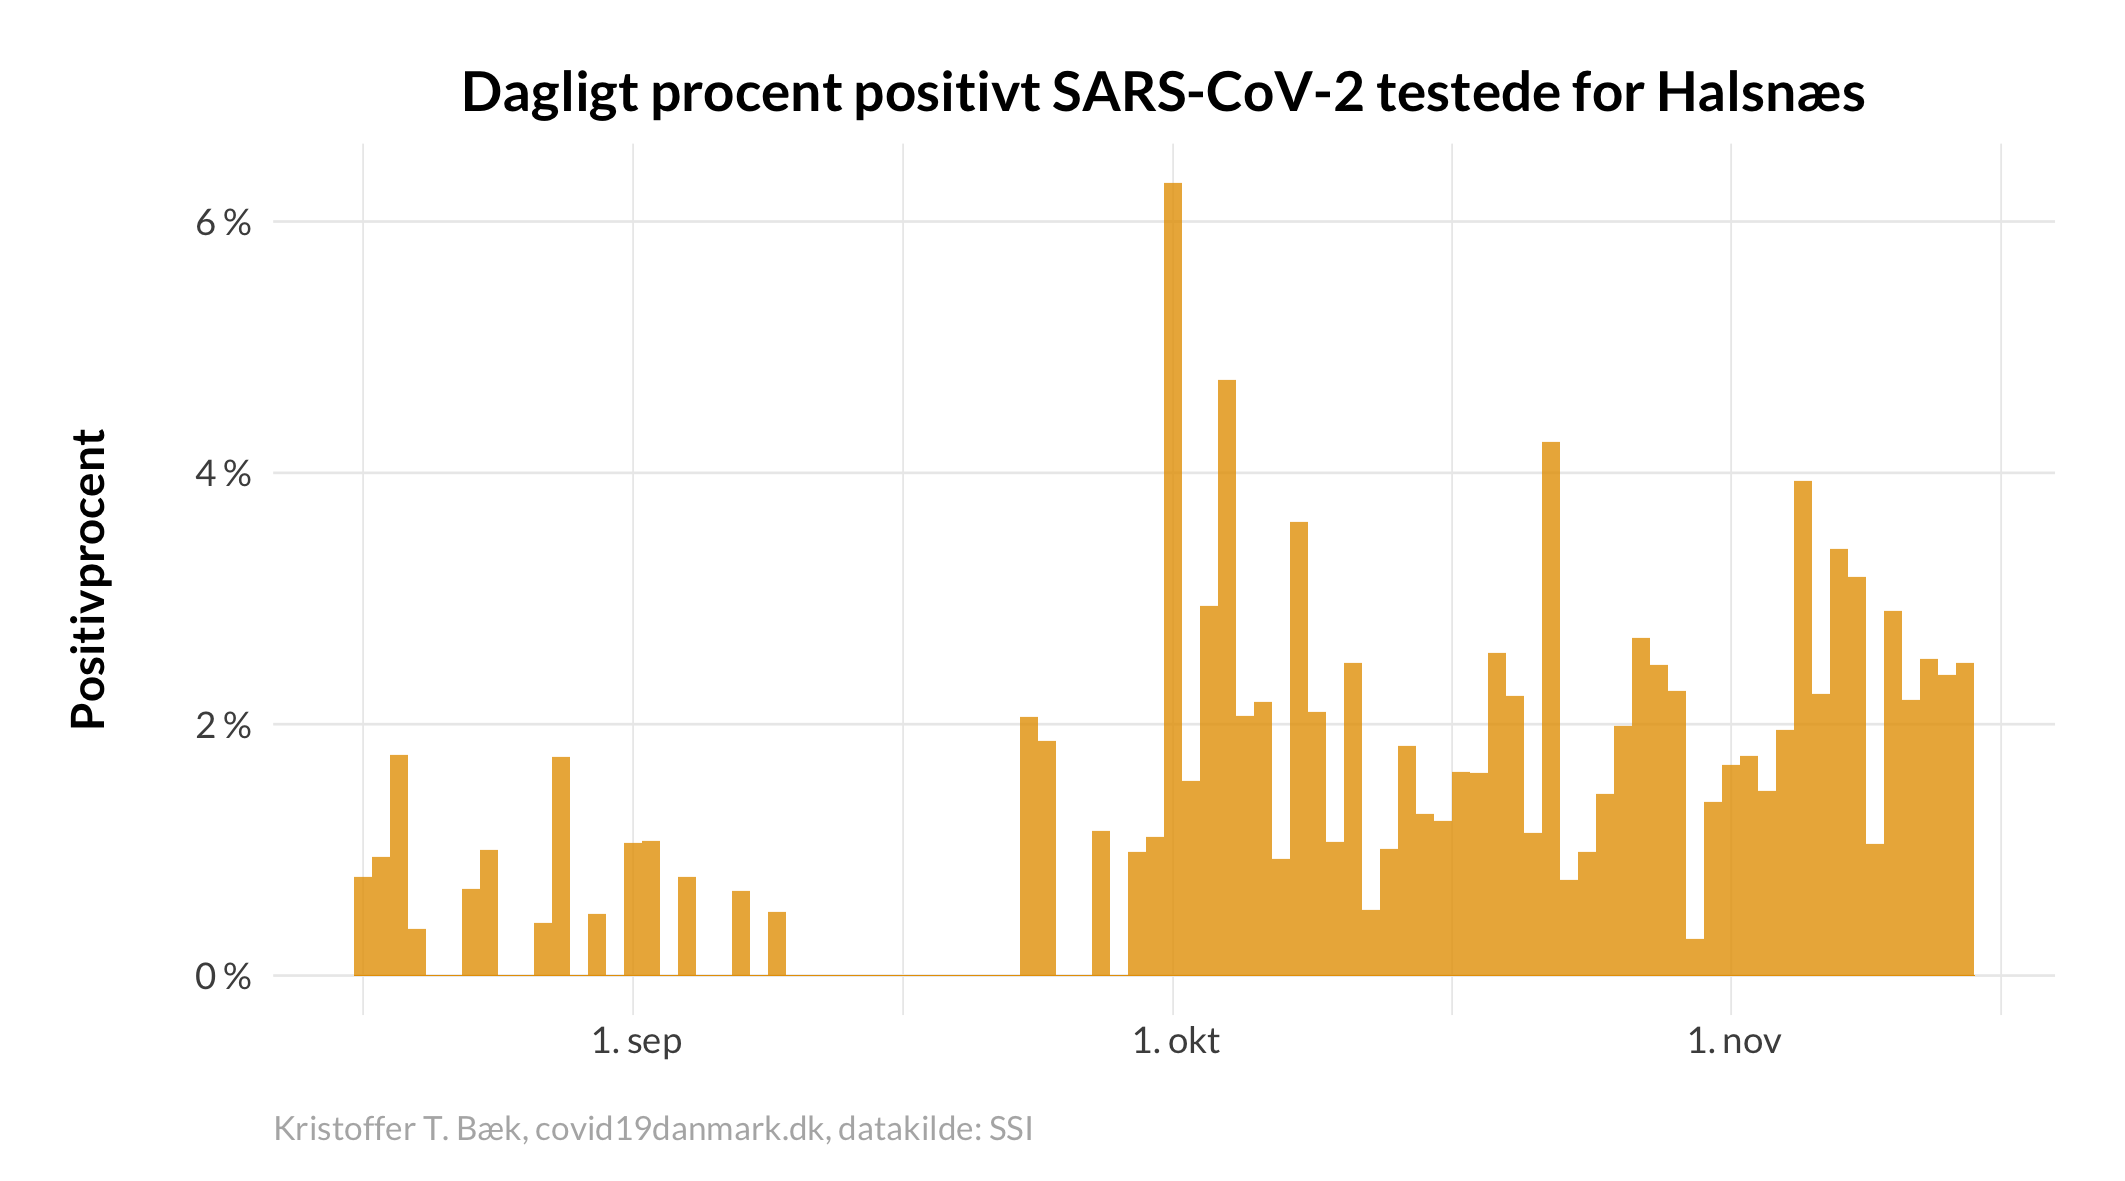 Dagligt procent positivt SARS-CoV-2 testede for Halsnæs
Positivprocent
6 %
4 %
2 %
0 %
1. sep
1. okt
1. nov
Kristoffer T. Bæk, covid19danmark.dk, datakilde: SSI